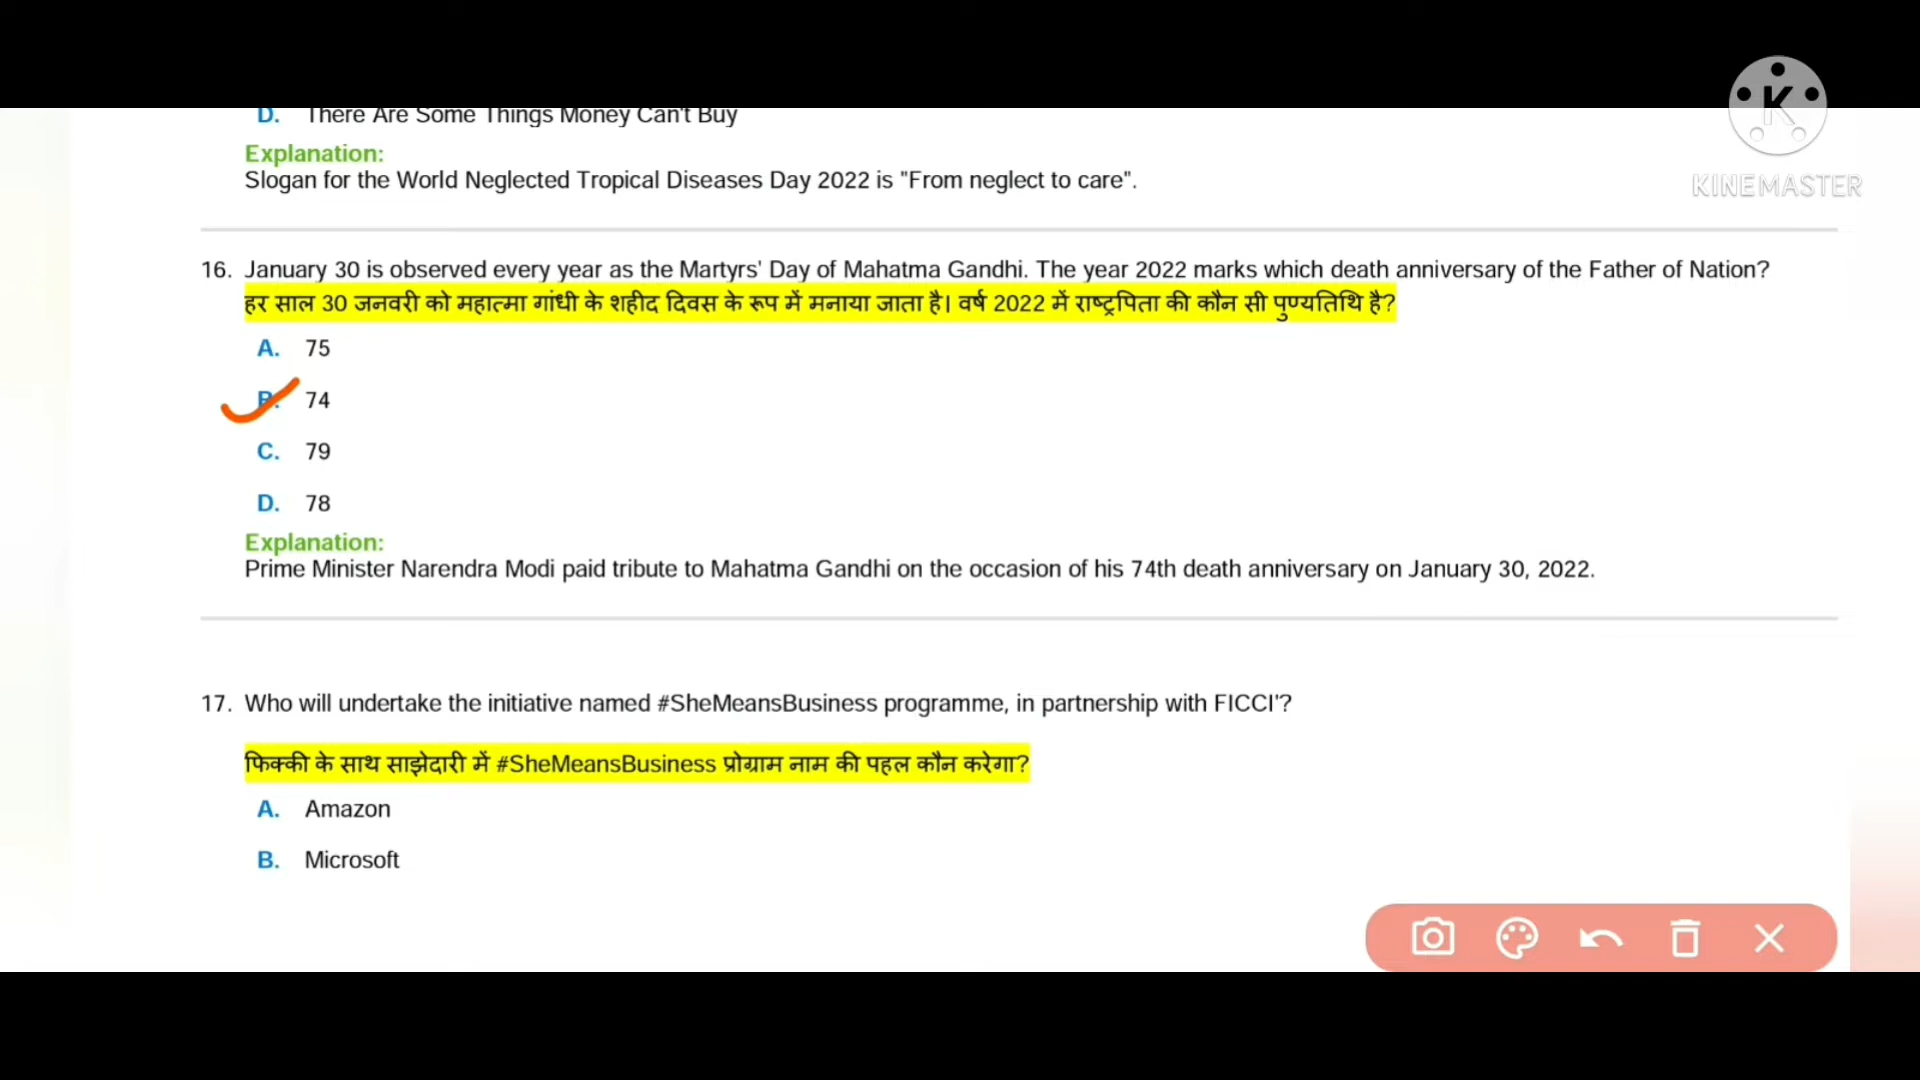 D. There Are Some Things Money Can't Buy
Explanation:
Slogan for the World Neglected Tropical Diseases Day 2022 is "From neglect to care".
K
KINEMASTER
16. January 30 is observed every year as the Martyrs' Day of Mahatma Gandhi. The year 2022 marks which death anniversary of the Father of Nation?
हर साल 30 जनवरी को महात्मा गांधी के शहीद दिवस के रूप में मनाया जाता है। वर्ष 2022 में राष्ट्रपिता की कौन सी पुण्यतिथि है?
A. 75
B. 74
C. 79
D. 78
Explanation:
Prime Minister Narendra Modi paid tribute to Mahatma Gandhi on the occasion of his 74th death anniversary on January 30, 2022.
17. Who will undertake the initiative named #SheMeansBusiness programme, in partnership with FICCI'?
फिक्की के साथ साझेदारी में #SheMeansBusiness प्रोग्राम नाम की पहल कौन करेगा?
A. Amazon
B. Microsoft